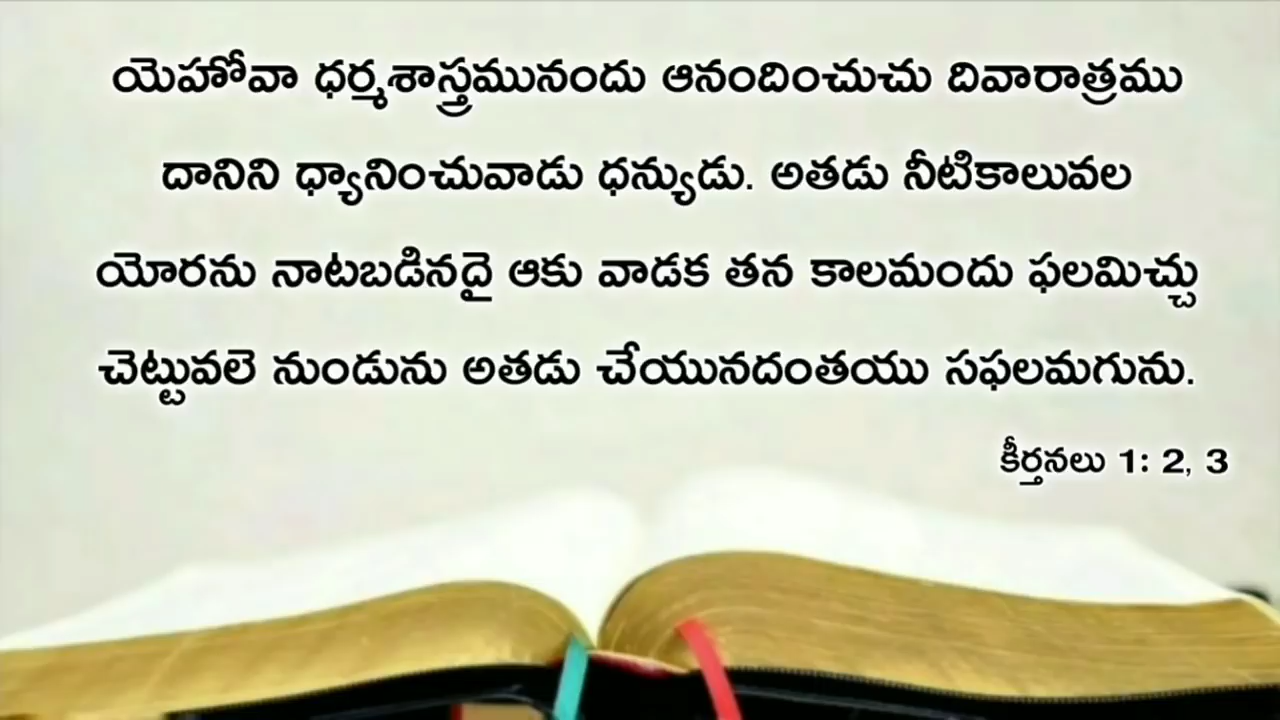 యెహోవా ధర్మశాస్త్రమునందు ఆనందించుచు దివారాత్రము
దానిని ధ్యానించువాడు ధన్యుడు. అతడు నీటికాలువల
యోరను నాటబడినదై ఆకు వాడక తన కాలమందు ఫలమిచ్చు
చెట్టువలె నుండును అతడు చేయునదంతయు సఫలమగును.
కీర్తనలు 1: 2, 3